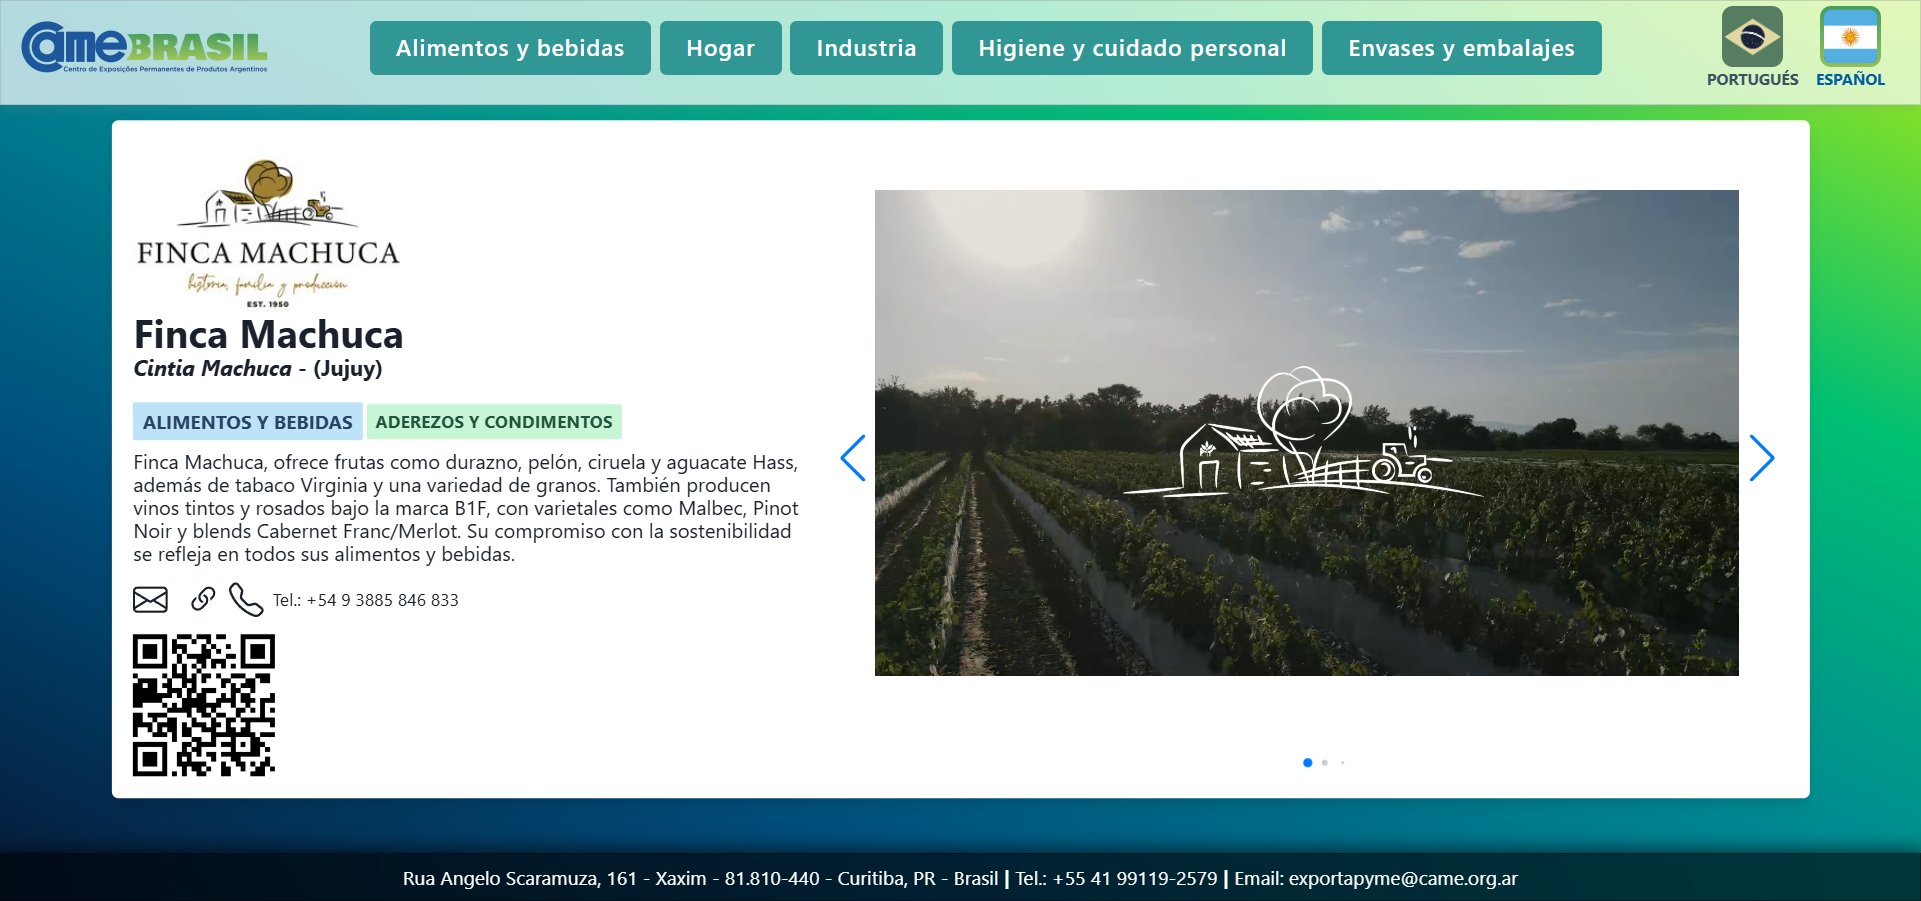 CameBRASIL
Centro de Exposições Permanentes de Produtos Argentinos
Alimentos y bebidas
Hogar
Industria
Higiene y cuidado personal
Envases y embalajes
PORTUGUÉS
ESPAÑOL
FINCA MACHUCA
historia, familia y producción
EST. 1950
Finca Machuca
Cintia Machuca - (Jujuy)
ALIMENTOS Y BEBIDAS
ADEREZOS Y CONDIMENTOS
Finca Machuca, ofrece frutas como durazno, pelón, ciruela y aguacate Hass,
además de tabaco Virginia y una variedad de granos. También producen
vinos tintos y rosados bajo la marca B1F, con varietales como Malbec, Pinot
Noir y blends Cabernet Franc/Merlot. Su compromiso con la sostenibilidad
se refleja en todos sus alimentos y bebidas.
Tel.: +54 9 3885 846 833
Rua Angelo Scaramuza, 161 - Xaxim - 81.810-440 - Curitiba, PR - Brasil | Tel.: +55 41 99119-2579 | Email: exportapyme@came.org.ar